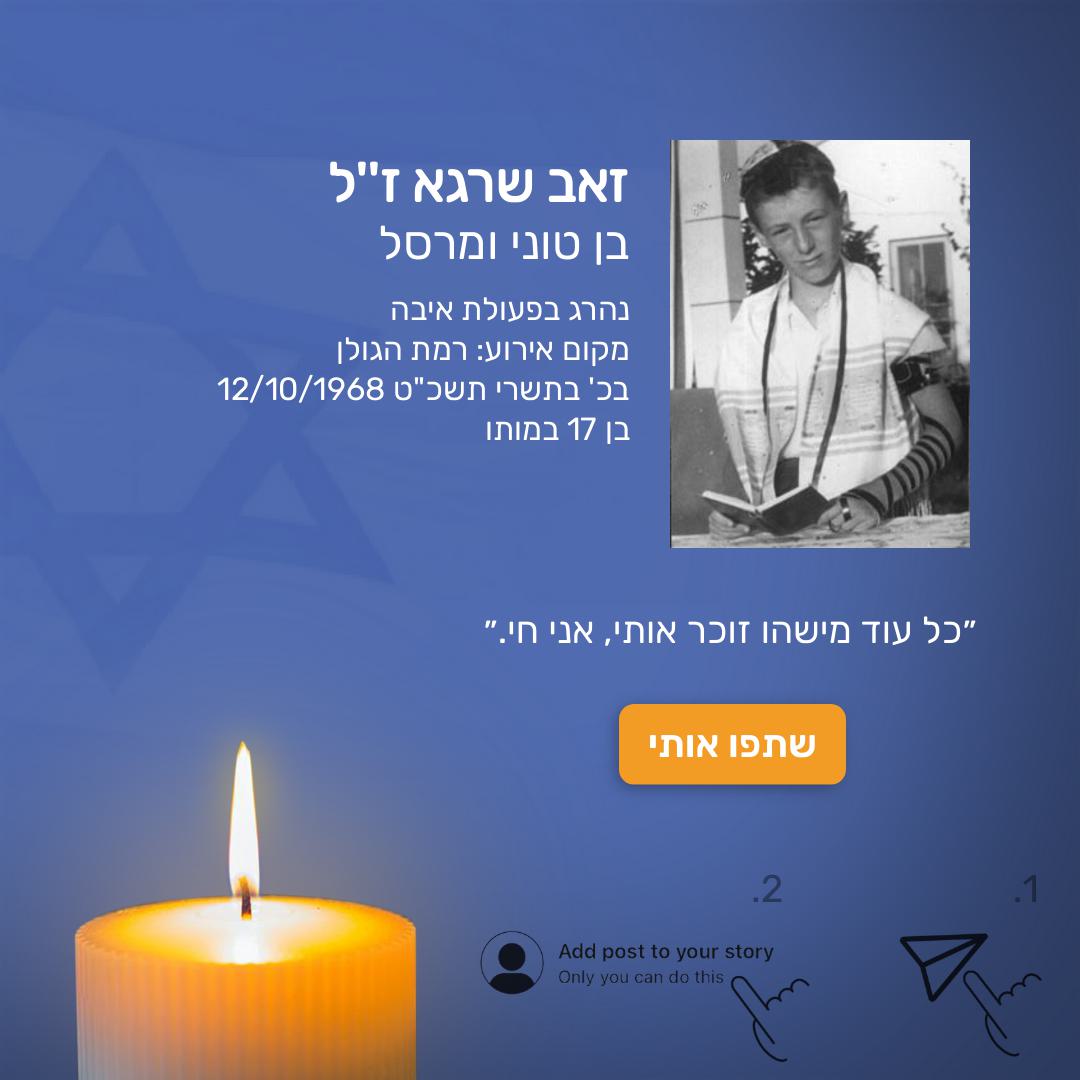 זאב שרגא ז"ל
בן טוני ומרסל
נהרג בפעולת איבה
מקום אירוע: רמת הגולן
בכ' בתשרי תשכ"ט 12/10/1968
בן 17 במותו
״כל עוד מישהו זוכר אותי, אני חי.״
שתפו אותי
1.
2.
Add post to your story
Only you can do this